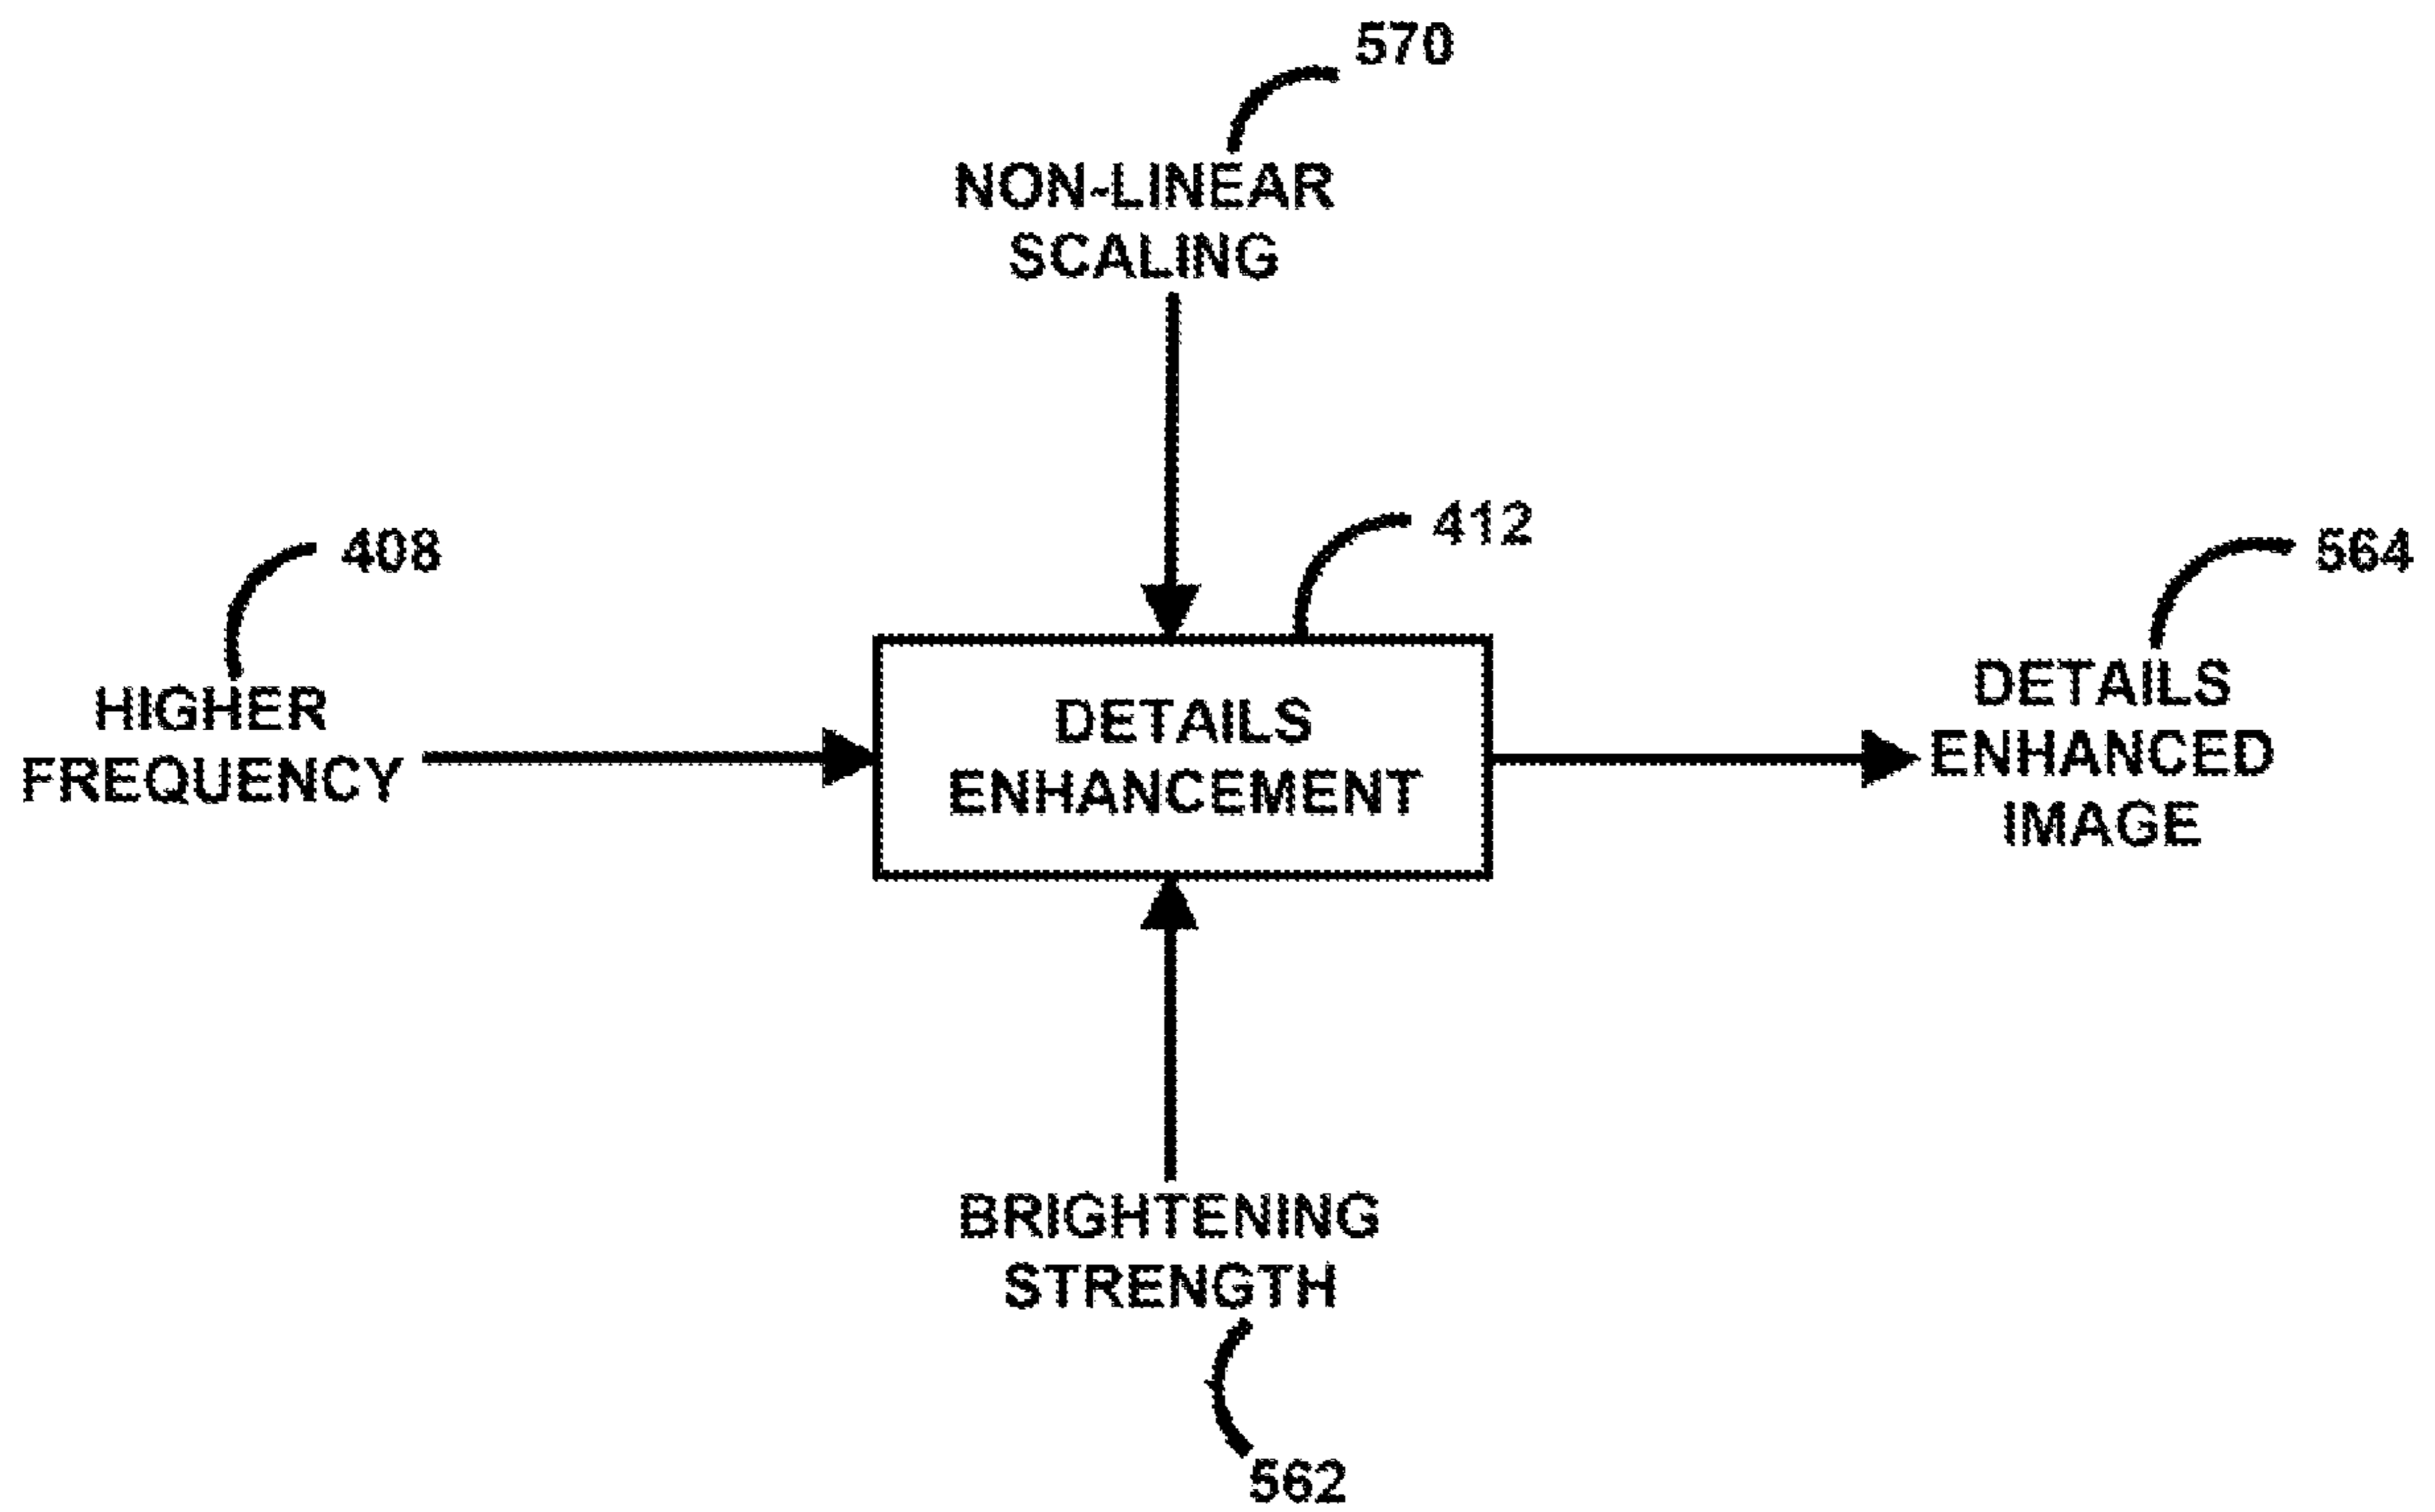 570
NON-LINEAR
SCALING
408
412
564
HIGHER
FREQUENCY
DETAILS
ENHANCEMENT
DETAILS
ENHANCED
IMAGE
BRIGHTENING
STRENGTH
562